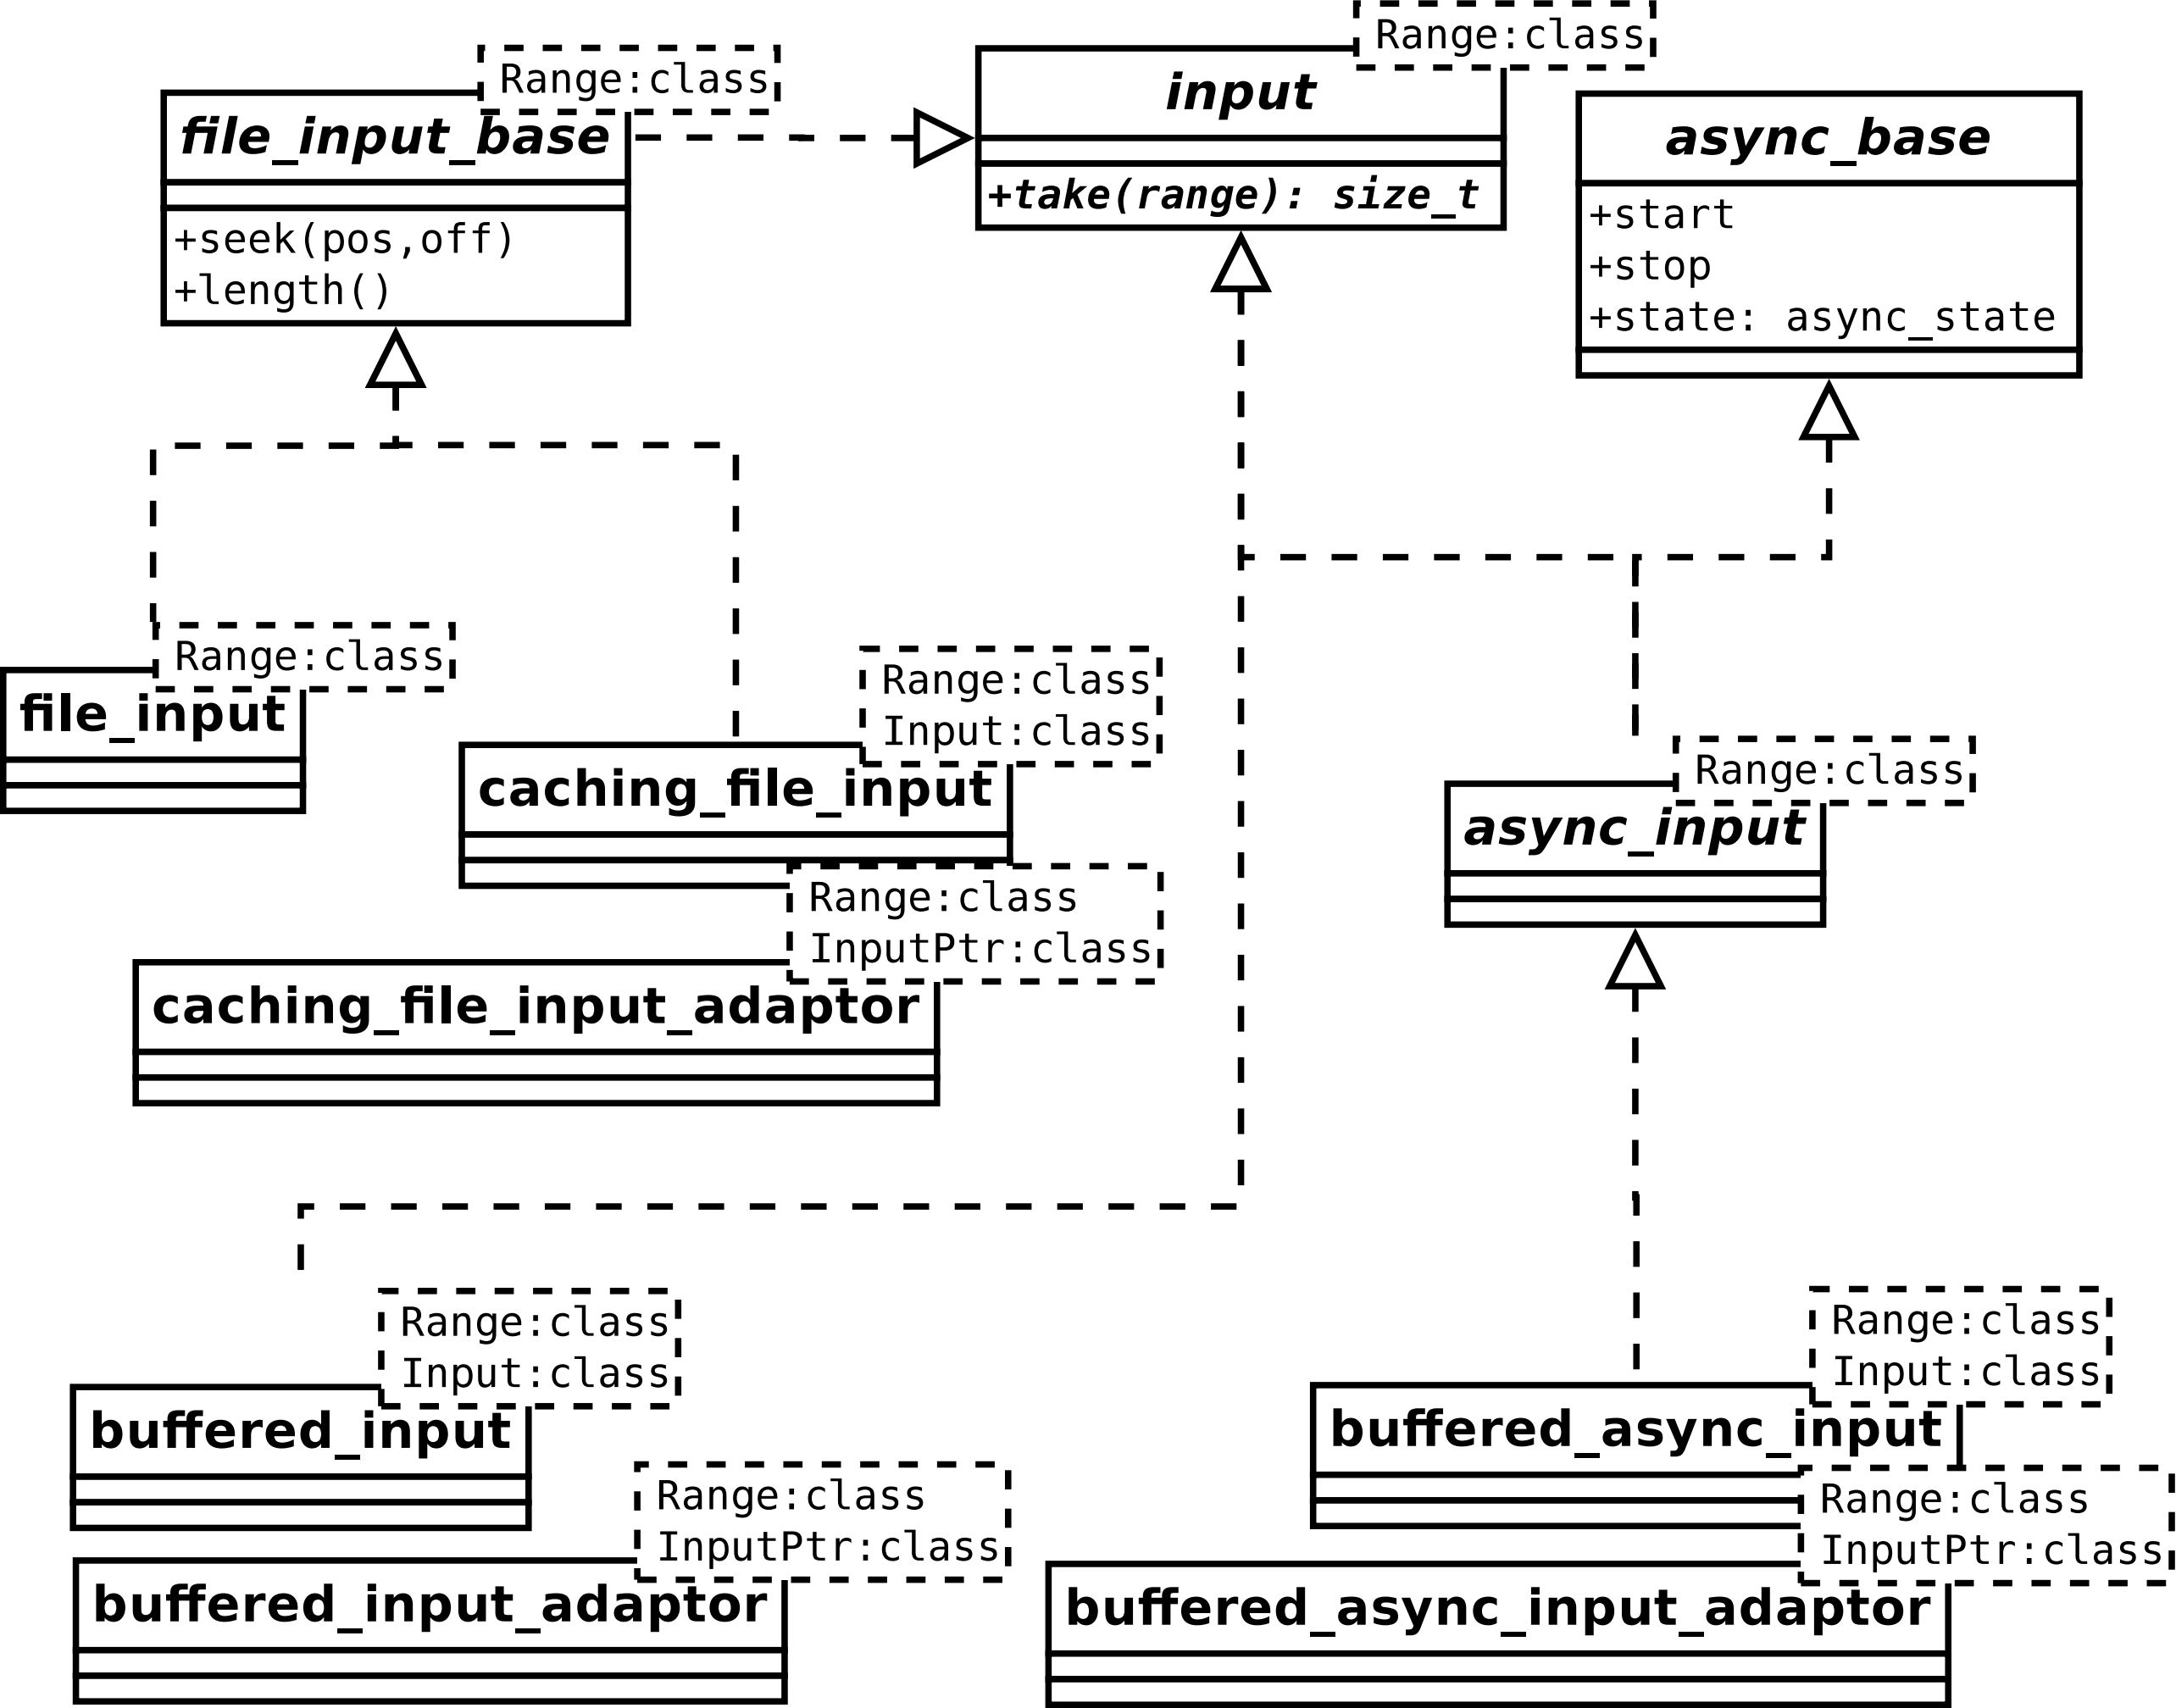 Range:class
file_input_base
+seek(pos,off)
+length()
Range:class
input
+take(range): size_t
async_base
+start
+stop
+state: async_state
Range:class
file_input
Range:class
Input:class
caching_file_input
Range:class
InputPtr:class
caching_file_input_adaptor
Range:class
async_input
Range:class
Input:class
buffered_input
Range:class
InputPtr:class
buffered_input_adaptor
Range:class
Input:class
buffered_async_input
Range:class
InputPtr:class
buffered_async_input_adaptor